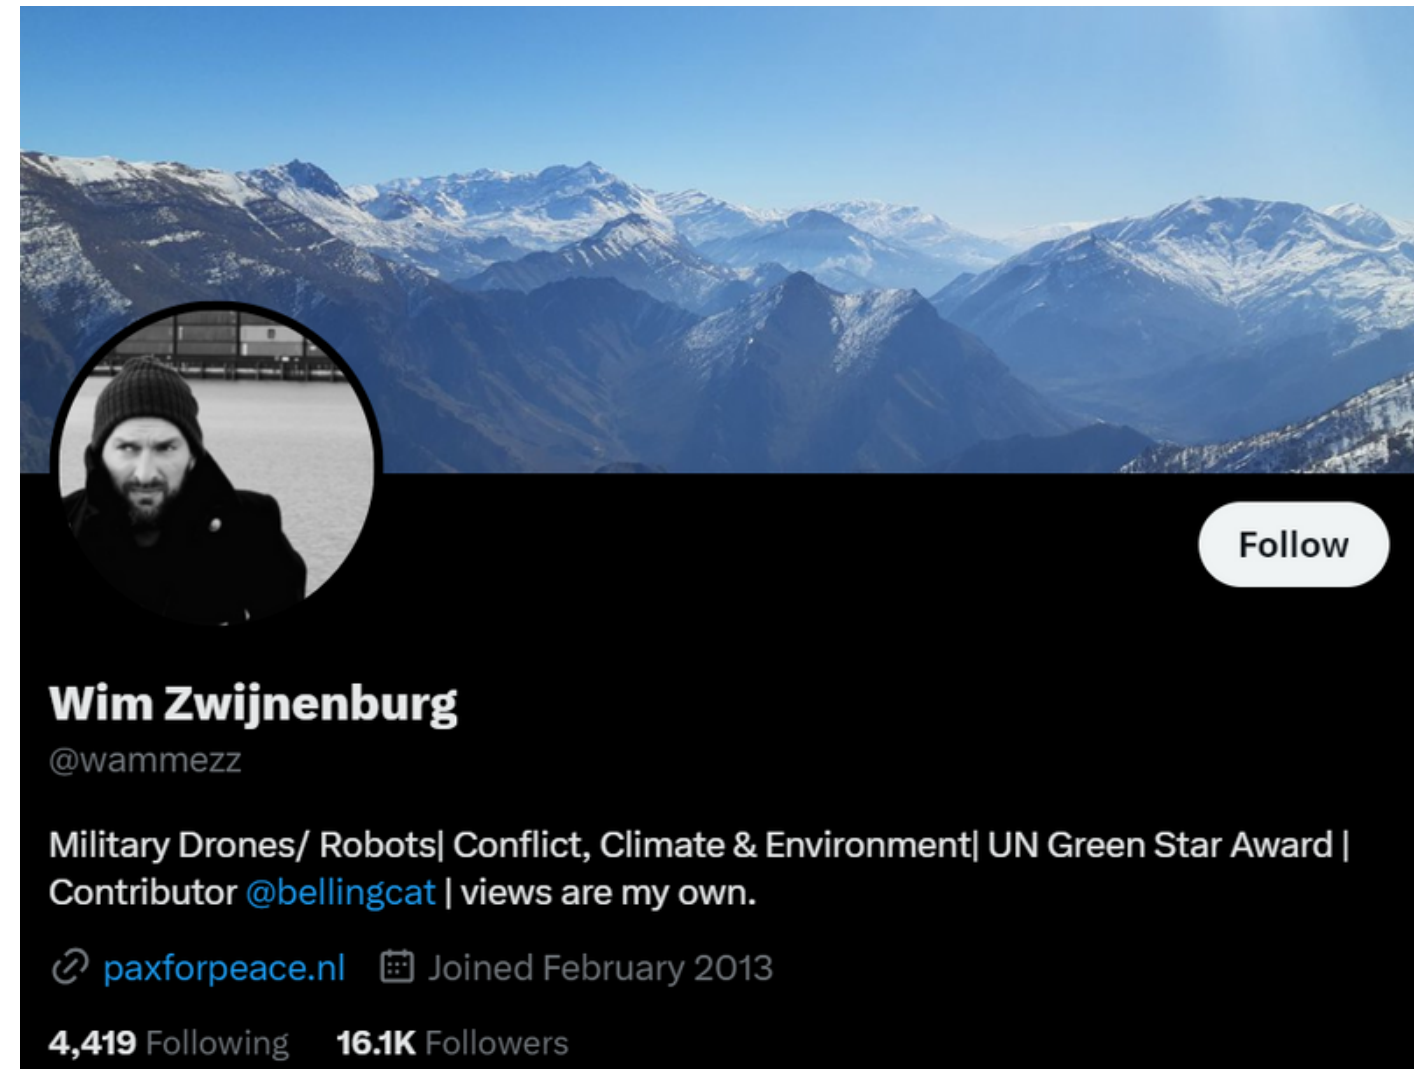 Follow
Wim Zwijnenburg
@wammezz
Military Drones/ Robots| Conflict, Climate & Environment| UN Green Star Award |
Contributor @bellingcat | views are my own.
paxforpeace.nl Joined February 2013
4,419 Following 16.1K Followers